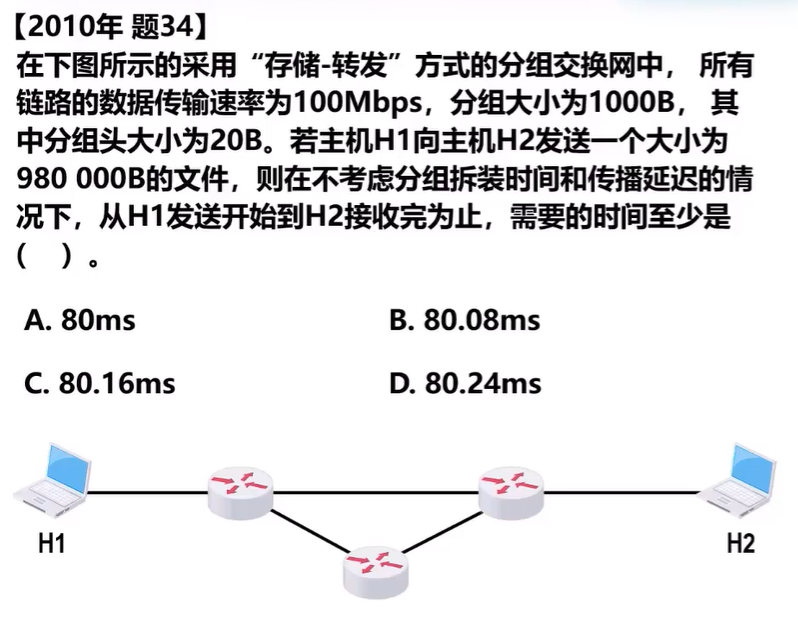 【2010年 题34】
在下图所示的采用“存储-转发”方式的分组交换网中， 所有
链路的数据传输速率为100Mbps，分组大小为1000B， 其
中分组头大小为20B。若主机H1向主机H2发送一个大小为
980 000B的文件，则在不考虑分组拆装时间和传播延迟的情
况下，从H1发送开始到H2接收完为止，需要的时间至少是
(    ) 。
A. 80ms
B. 80.08ms
C. 80.16ms
D. 80.24ms
H1
H2